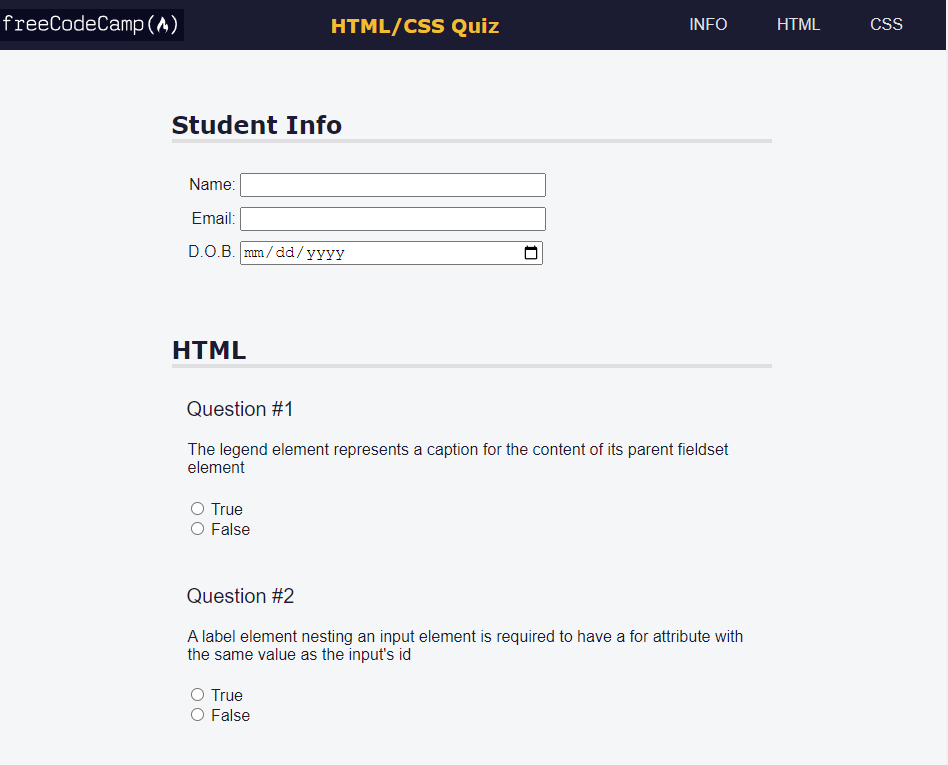 freeCodeCamp(🔥)
HTML/CSS Quiz
INFO
HTML
CSS
Student Info
Name:
Email:
D.O.B.
mm/dd/yyyy
HTML
Question #1
The legend element represents a caption for the content of its parent fieldset
element
True
False
Question #2
A label element nesting an input element is required to have a for attribute with
the same value as the input's id
True
False